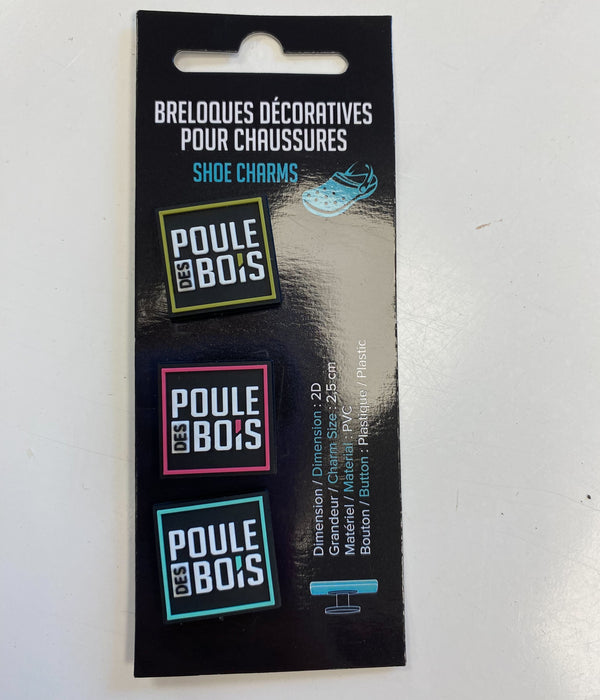 BRELOQUES DÉCORATIVES
POUR CHAUSSURES
SHOE CHARMS
POULE
DES BOIS
POULE
DES BOIS
POULE
DES BOIS
Dimension / Dimension : 2D
Grandeur / Charm Size : 2,5 cm
Matériel / Material : PVC
Bouton / Button : Plastique / Plastic